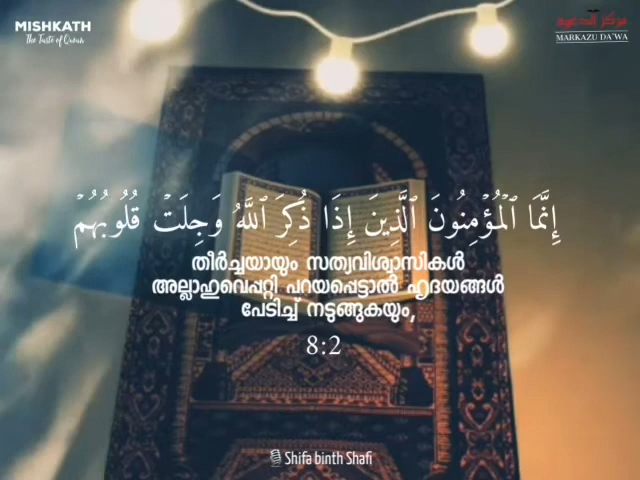 MISHKATH
The Taste of Quran
مركز الدعوة
MARKAZU DA'WA
إِنَّمَا ٱلْمُؤْمِنُونَ ٱلَّذِينَ إِذَا ذُكِرَ ٱللَّهُ وَجِلَتْ قُلُوبُهُمْ
തീർച്ചയായും സത്യവിശ്വാസികൾ
അല്ലാഹുവെപ്പറ്റി പറയപ്പെട്ടാൽ ഹൃദയങ്ങൾ
പേടിച്ച് നടുങ്ങുകയും,
8:2
Shifa binth Shafi